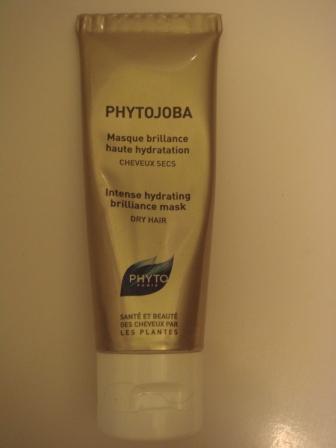 PHYTOJOBA
Masque brillance
haute hydratation
CHEVEUX SECS
Intense hydrating
brilliance mask
DRY HAIR
PHYTO
PARIS
SANTÉ ET BEAUTÉ
DES CHEVEUX PAR
LES PLANTES